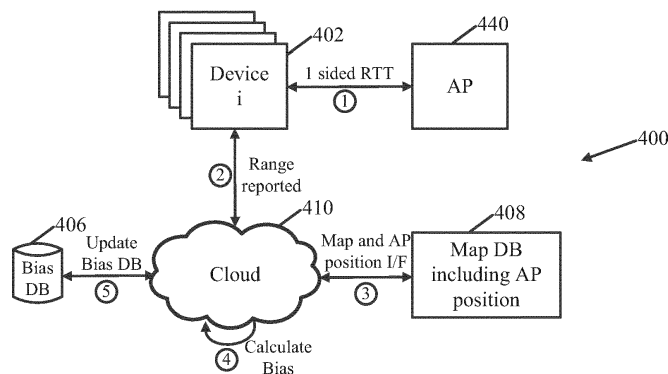 402
440
Device
i
1 sided RTT
1
AP
400
2
Range
reported
406
410
408
Update
Bias DB
Bias
DB
5
Cloud
Map and AP
position I/F
3
Map DB
including AP
position
4
Calculate
Bias